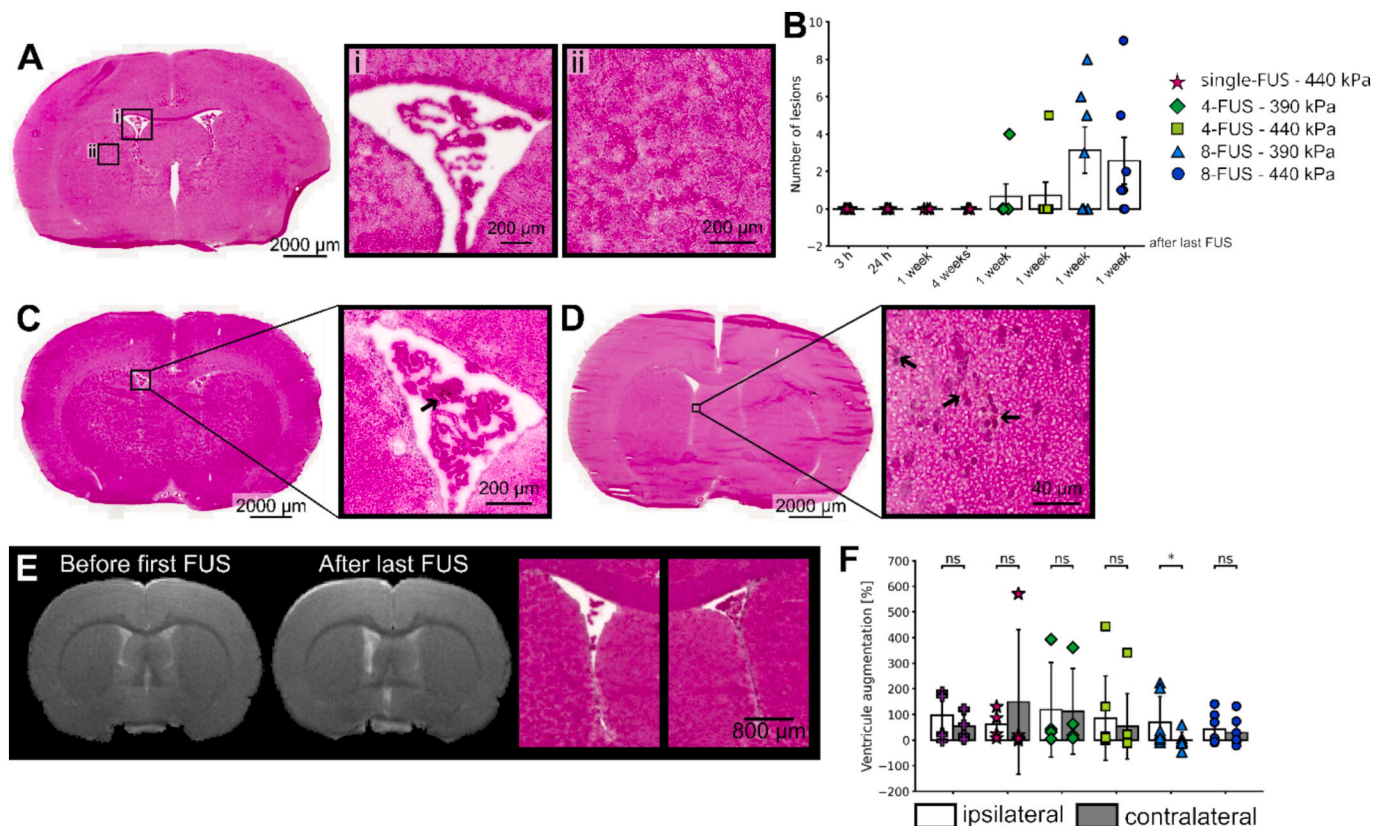 A
i
ii
i
ii
2000 µm
200 µm
200 µm
B
Number of lesions
10
8
6
4
2
0
−2
3 h
24 h
1 week
4 weeks
1 week
1 week
1 week
1 week
after last FUS
single-FUS - 440 kPa
4-FUS - 390 kPa
4-FUS - 440 kPa
8-FUS - 390 kPa
8-FUS - 440 kPa
C
2000 µm
200 µm
D
2000 µm
40 µm
E
Before first FUS
After last FUS
800 µm
F
Ventricule augmentation [%]
700
600
500
400
300
200
100
0
−100
−200
ns
ns
ns
ns
*
ns
ipsilateral
contralateral